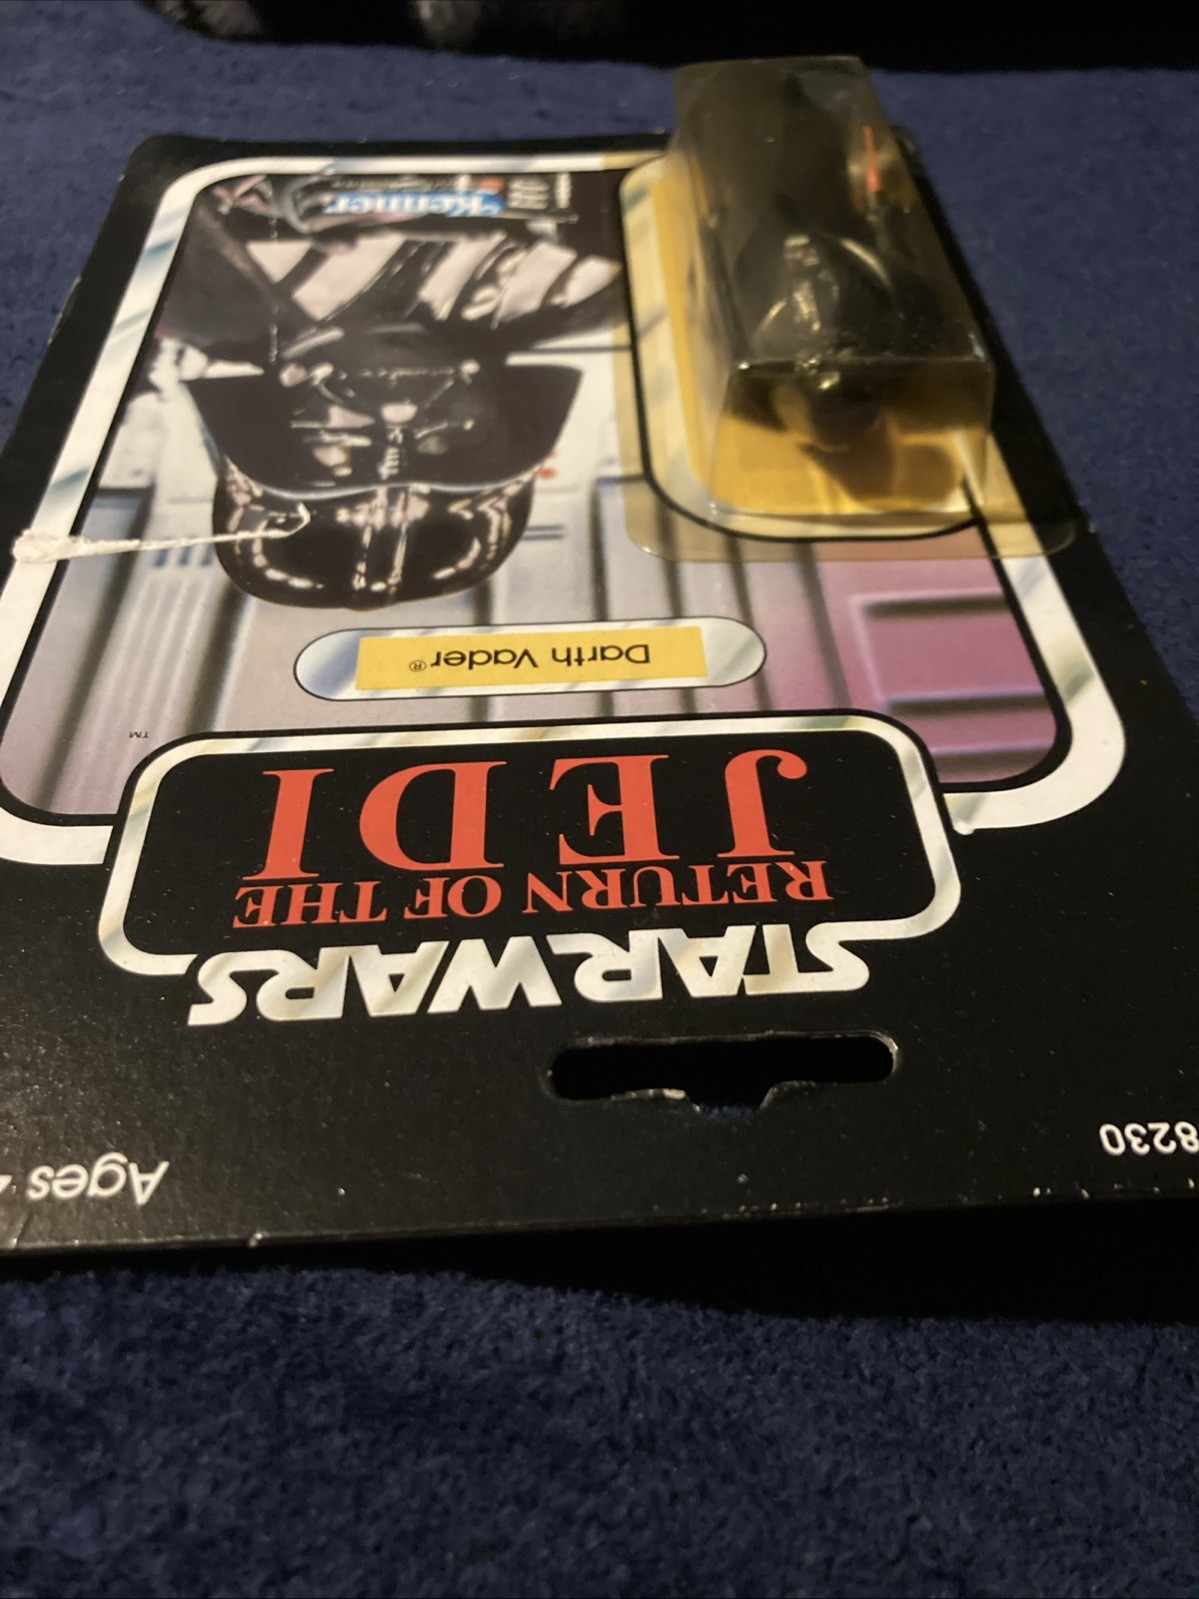 8230
Ages
STAR WARS
RETURN OF THE
JEDI
™
Darth Vader®
Kenner